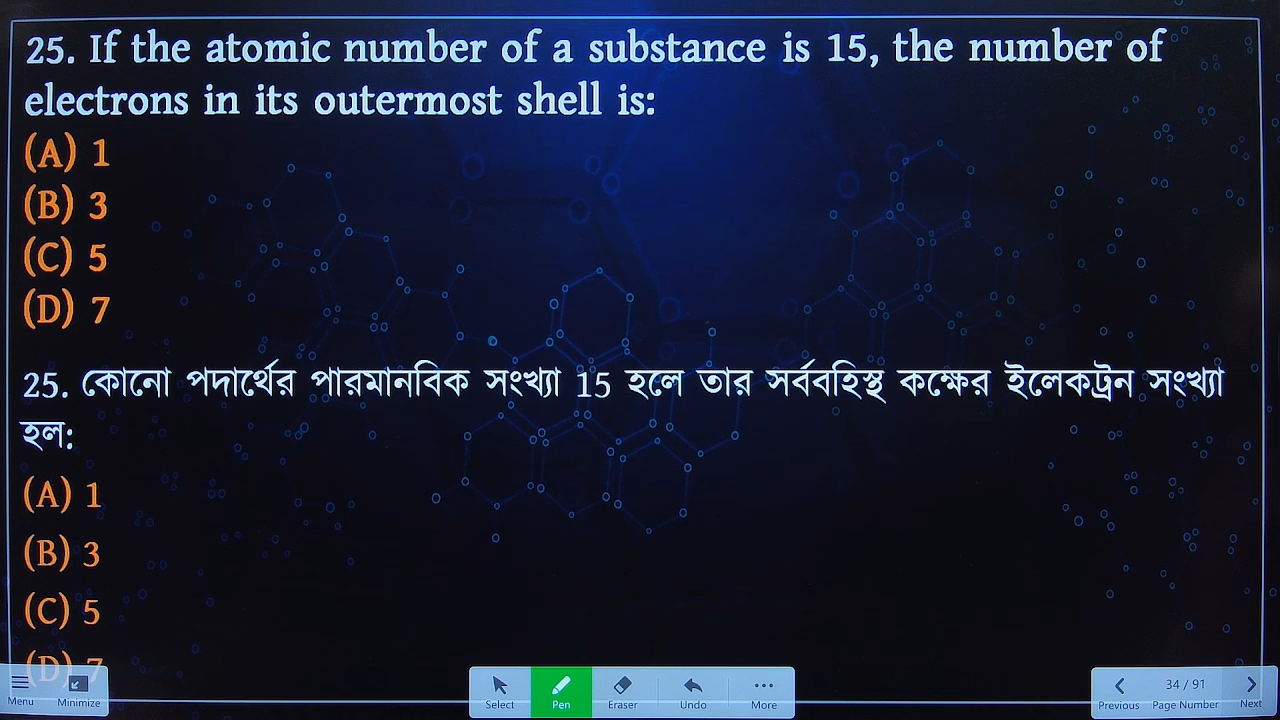 25. If the atomic number of a substance is 15, the number of
electrons in its outermost shell is:
(A) 1
(B) 3
(C) 5
(D) 7
25. কোনো পদার্থের পারমানবিক সংখ্যা 15 হলে তার সর্ববহিস্থ কক্ষের ইলেকট্রন সংখ্যা
হল:
(A) 1
(B) 3
(C) 5
(D) 7
Menu Minimize Select Pen Eraser Undo More Previous 34 / 91 Page Number Next